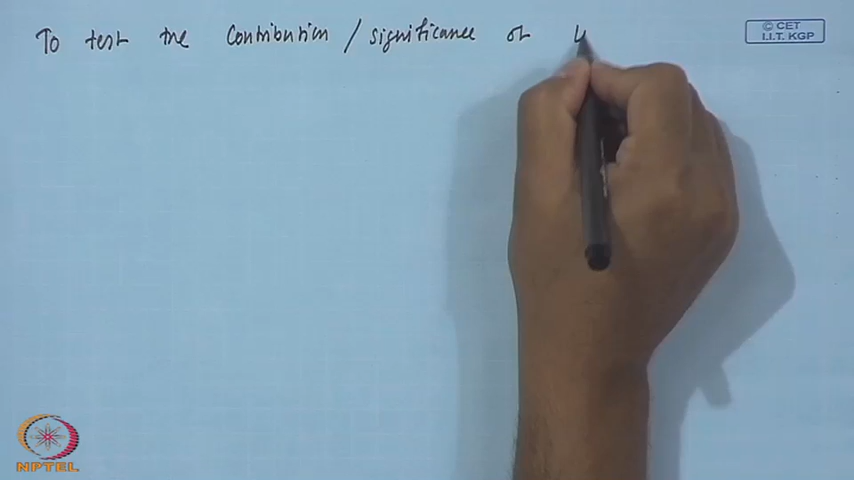 To test the Contribution / significance of
© CET
I.I.T. KGP
NPTEL